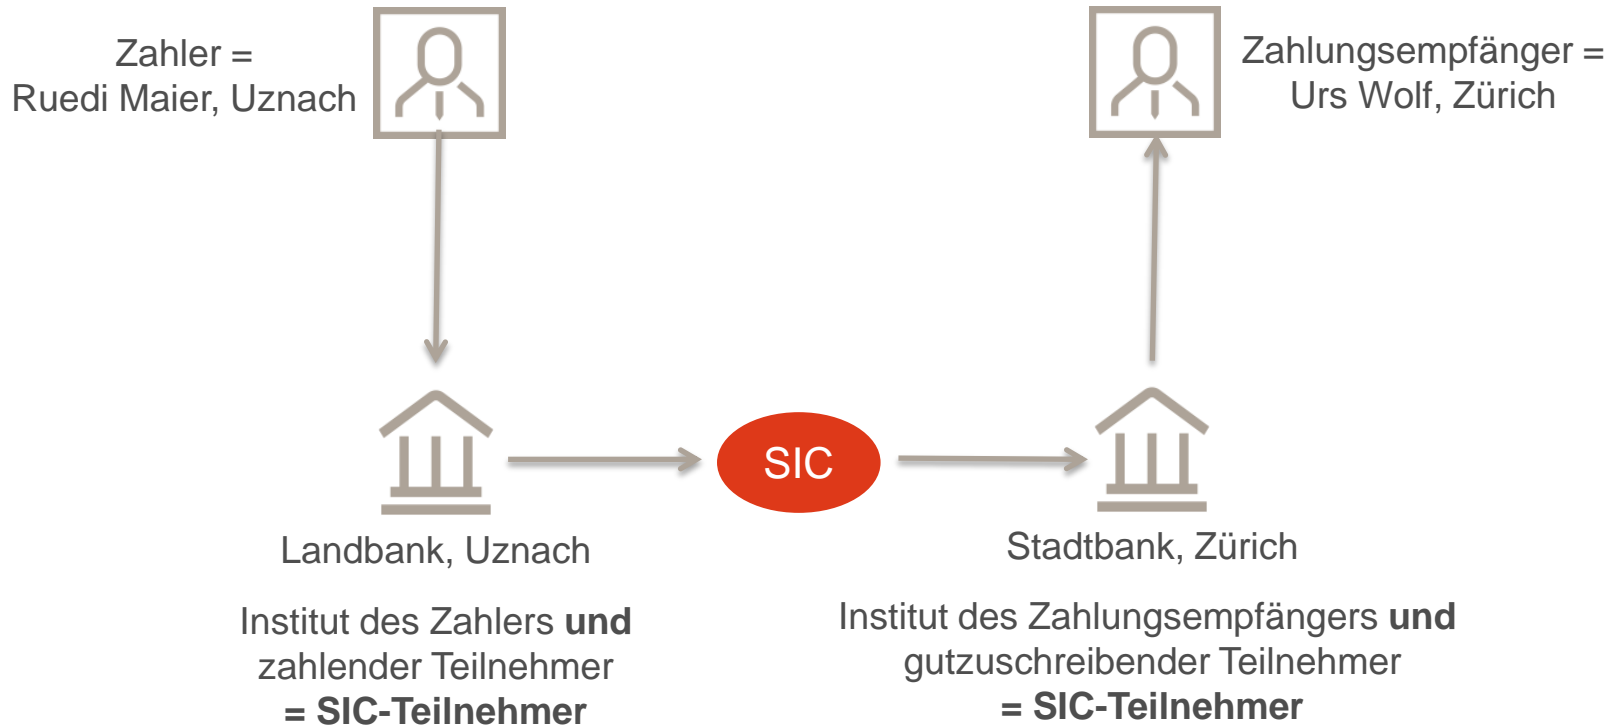 Zahler =
Ruedi Maier, Uznach
Zahlungsempfänger =
Urs Wolf, Zürich
SIC
Landbank, Uznach
Institut des Zahlers und
zahlender Teilnehmer
= SIC-Teilnehmer
Stadtbank, Zürich
Institut des Zahlungsempfängers und
gutzuschreibender Teilnehmer
= SIC-Teilnehmer